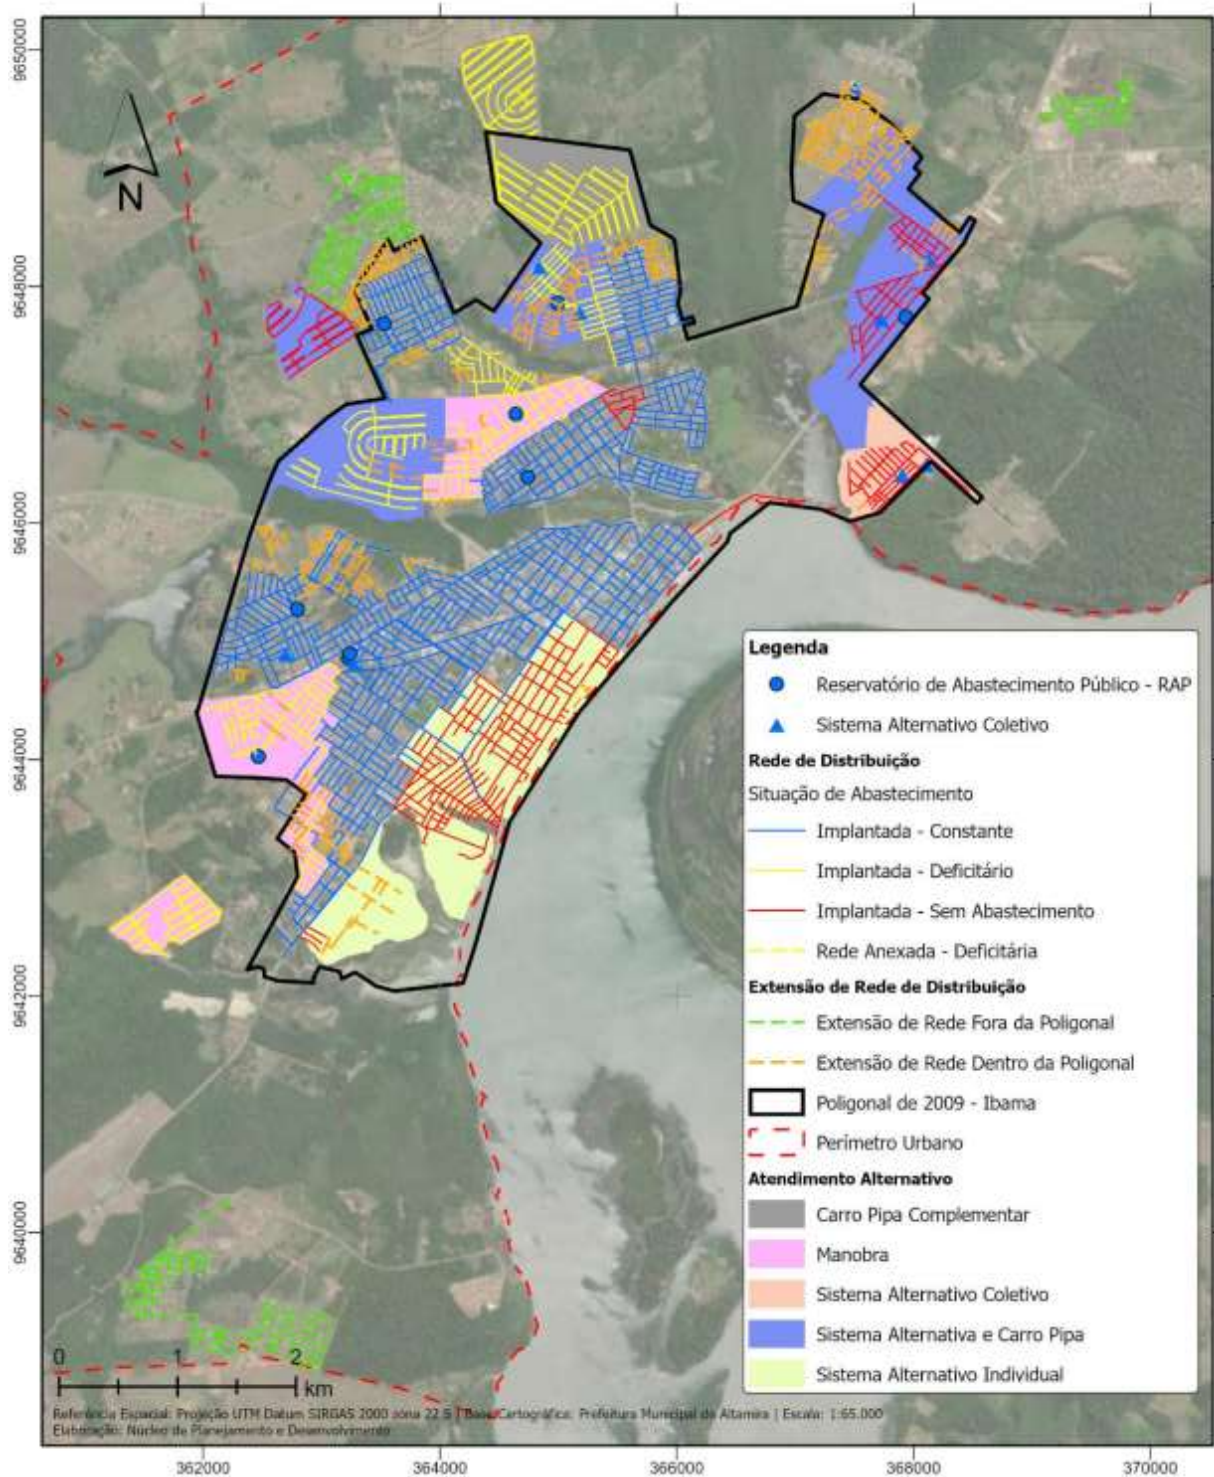 9650000
9648000
9646000
9644000
9642000
9640000
N
Legenda
Reservatório de Abastecimento Público - RAP
Sistema Alternativo Coletivo
Rede de Distribuição
Situação de Abastecimento
Implantada - Constante
Implantada - Deficitário
Implantada - Sem Abastecimento
Rede Anexada - Deficitária
Extensão de Rede de Distribuição
Extensão de Rede Fora da Poligonal
Extensão de Rede Dentro da Poligonal
Poligonal de 2009 - Ibama
Perímetro Urbano
Atendimento Alternativo
Carro Pipa Complementar
Manobra
Sistema Alternativo Coletivo
Sistema Alternativa e Carro Pipa
Sistema Alternativo Individual
0 1 2
km
Referência Espacial: Projeção UTM Datum SIRGAS 2000 zona 22 S | Base Cartográfica: Prefeitura Municipal de Altamira | Escala: 1:65.000
Elaboração: Núcleo de Planejamento e Desenvolvimento
362000 364000 366000 368000 370000